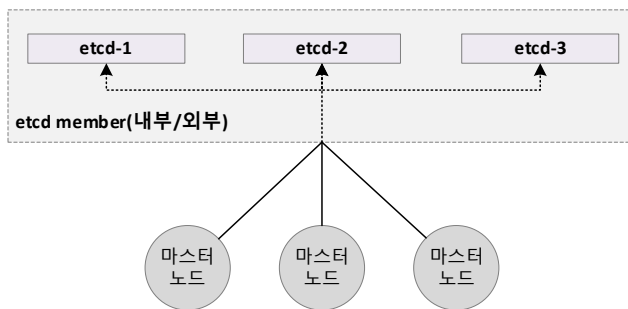 etcd-1
etcd-2
etcd-3
etcd member(내부/외부)
마스터
노드
마스터
노드
마스터
노드